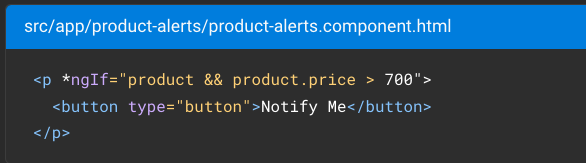 src/app/product-alerts/product-alerts.component.html
<p *ngIf="product && product.price > 700">
<button type="button">Notify Me</button>
</p>